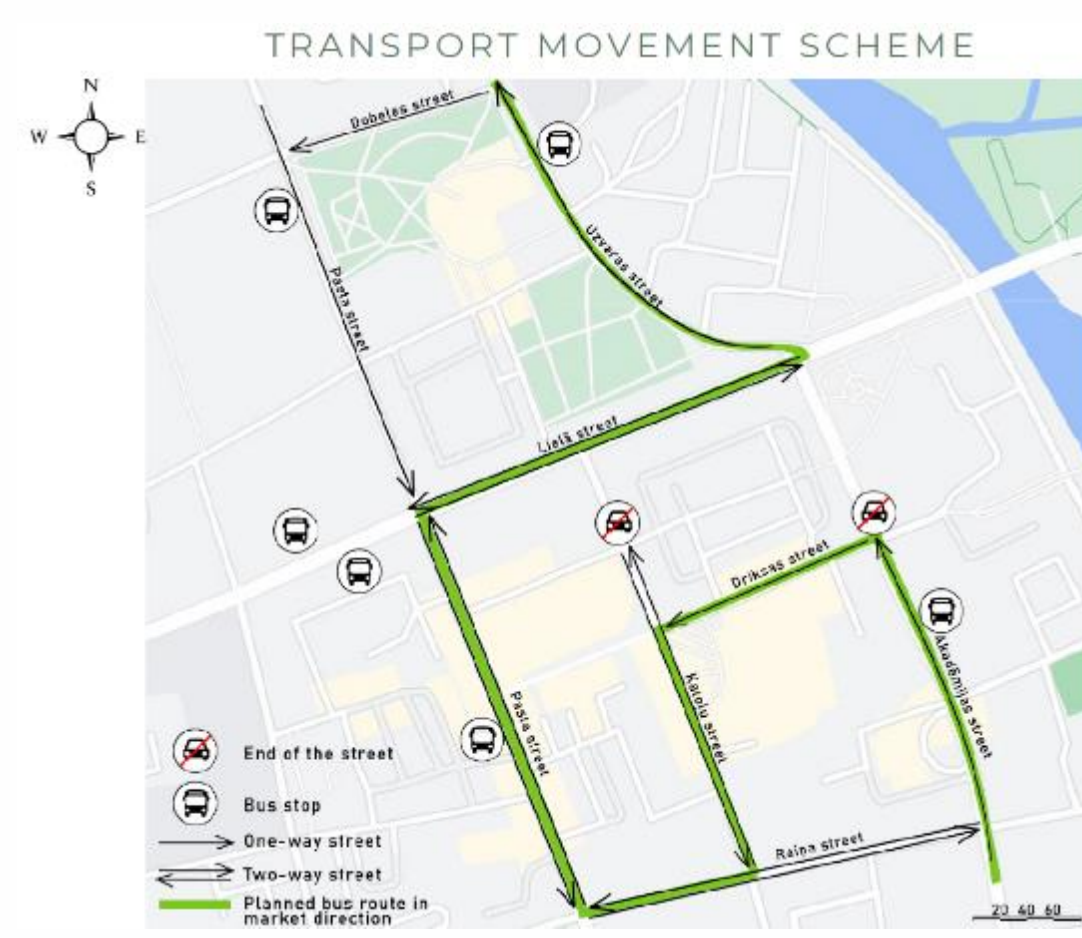 TRANSPORT MOVEMENT SCHEME
N
W E
S
Dobeles street
Uzvaras street
Pasta street
Lielā street
Driksas street
Akadēmijas street
Katoļu street
Pasta street
Raiņa street
End of the street
Bus stop
One-way street
Two-way street
Planned bus route in
market direction
20 40 60